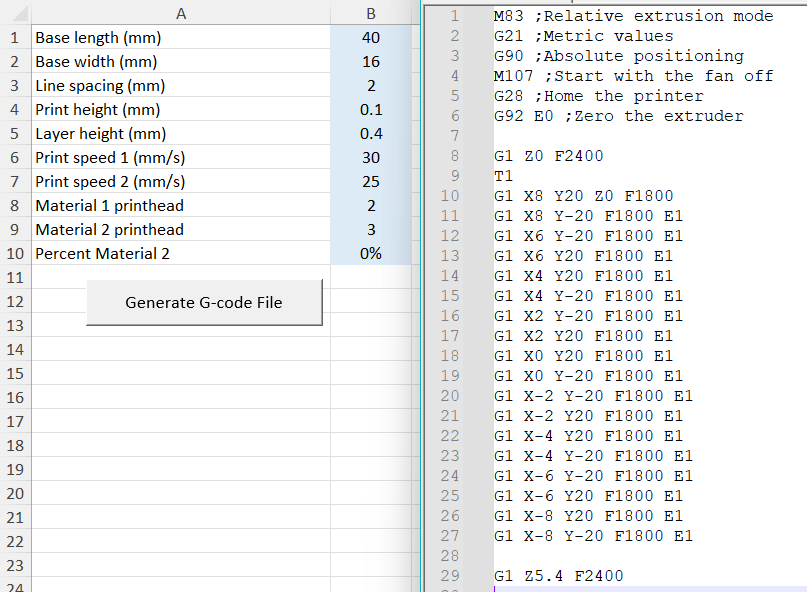 A B
1 Base length (mm) 40
2 Base width (mm) 16
3 Line spacing (mm) 2
4 Print height (mm) 0.1
5 Layer height (mm) 0.4
6 Print speed 1 (mm/s) 30
7 Print speed 2 (mm/s) 25
8 Material 1 printhead 2
9 Material 2 printhead 3
10 Percent Material 2 0%
11
12 Generate G-code File
13
14
15
16
17
18
19
20
21
22
23
24
1 M83 ;Relative extrusion mode
2 G21 ;Metric values
3 G90 ;Absolute positioning
4 M107 ;Start with the fan off
5 G28 ;Home the printer
6 G92 E0 ;Zero the extruder
7
8 G1 Z0 F2400
9 T1
10 G1 X8 Y20 Z0 F1800
11 G1 X8 Y-20 F1800 E1
12 G1 X6 Y-20 F1800 E1
13 G1 X6 Y20 F1800 E1
14 G1 X4 Y20 F1800 E1
15 G1 X4 Y-20 F1800 E1
16 G1 X2 Y-20 F1800 E1
17 G1 X2 Y20 F1800 E1
18 G1 X0 Y20 F1800 E1
19 G1 X0 Y-20 F1800 E1
20 G1 X-2 Y-20 F1800 E1
21 G1 X-2 Y20 F1800 E1
22 G1 X-4 Y20 F1800 E1
23 G1 X-4 Y-20 F1800 E1
24 G1 X-6 Y-20 F1800 E1
25 G1 X-6 Y20 F1800 E1
26 G1 X-8 Y20 F1800 E1
27 G1 X-8 Y-20 F1800 E1
28
29 G1 Z5.4 F2400